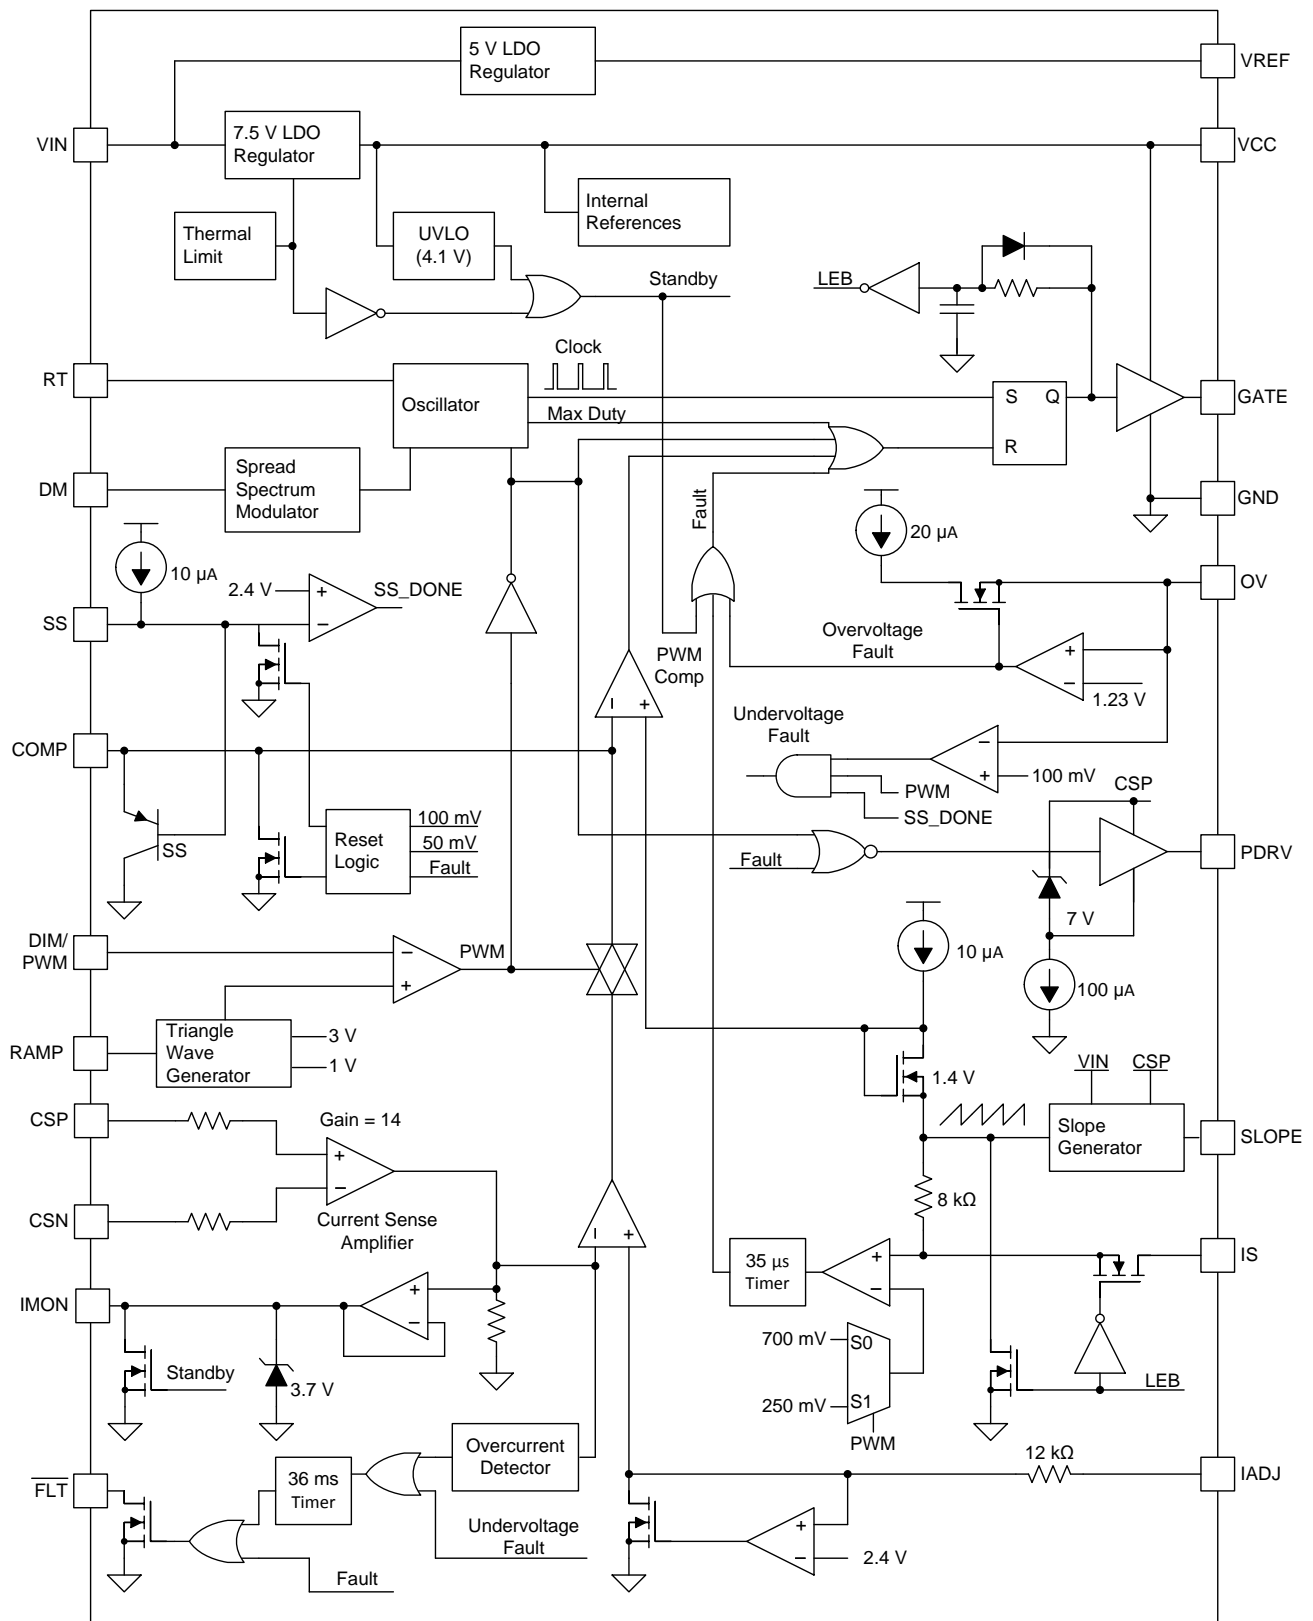 5 V LDO
Regulator
VREF
VIN
7.5 V LDO
Regulator
VCC
Thermal
Limit
UVLO
(4.1 V)
Internal
References
Standby
LEB
RT
Oscillator
Clock
Max Duty
S Q
R
GATE
DM
Spread
Spectrum
Modulator
Fault
GND
20 µA
10 µA
2.4 V
+
−
SS_DONE
OV
SS
Overvoltage
Fault
+
−
1.23 V
PWM
Comp
− +
COMP
Undervoltage
Fault
−
+
100 mV
PWM
SS_DONE
CSP
SS
Reset
Logic
100 mV
50 mV
Fault
Fault
PDRV
7 V
DIM/
PWM
−
+
PWM
10 µA
100 µA
RAMP
Triangle
Wave
Generator
3 V
1 V
1.4 V
VIN
CSP
CSP
Gain = 14
+
−
Slope
Generator
SLOPE
CSN
Current Sense
Amplifier
− +
8 kΩ
35 µs
Timer
+
−
IS
IMON
+
−
700 mV
S0
250 mV
S1
PWM
LEB
Standby
3.7 V
FLT
36 ms
Timer
Overcurrent
Detector
12 kΩ
IADJ
Undervoltage
Fault
Fault
+
−
2.4 V